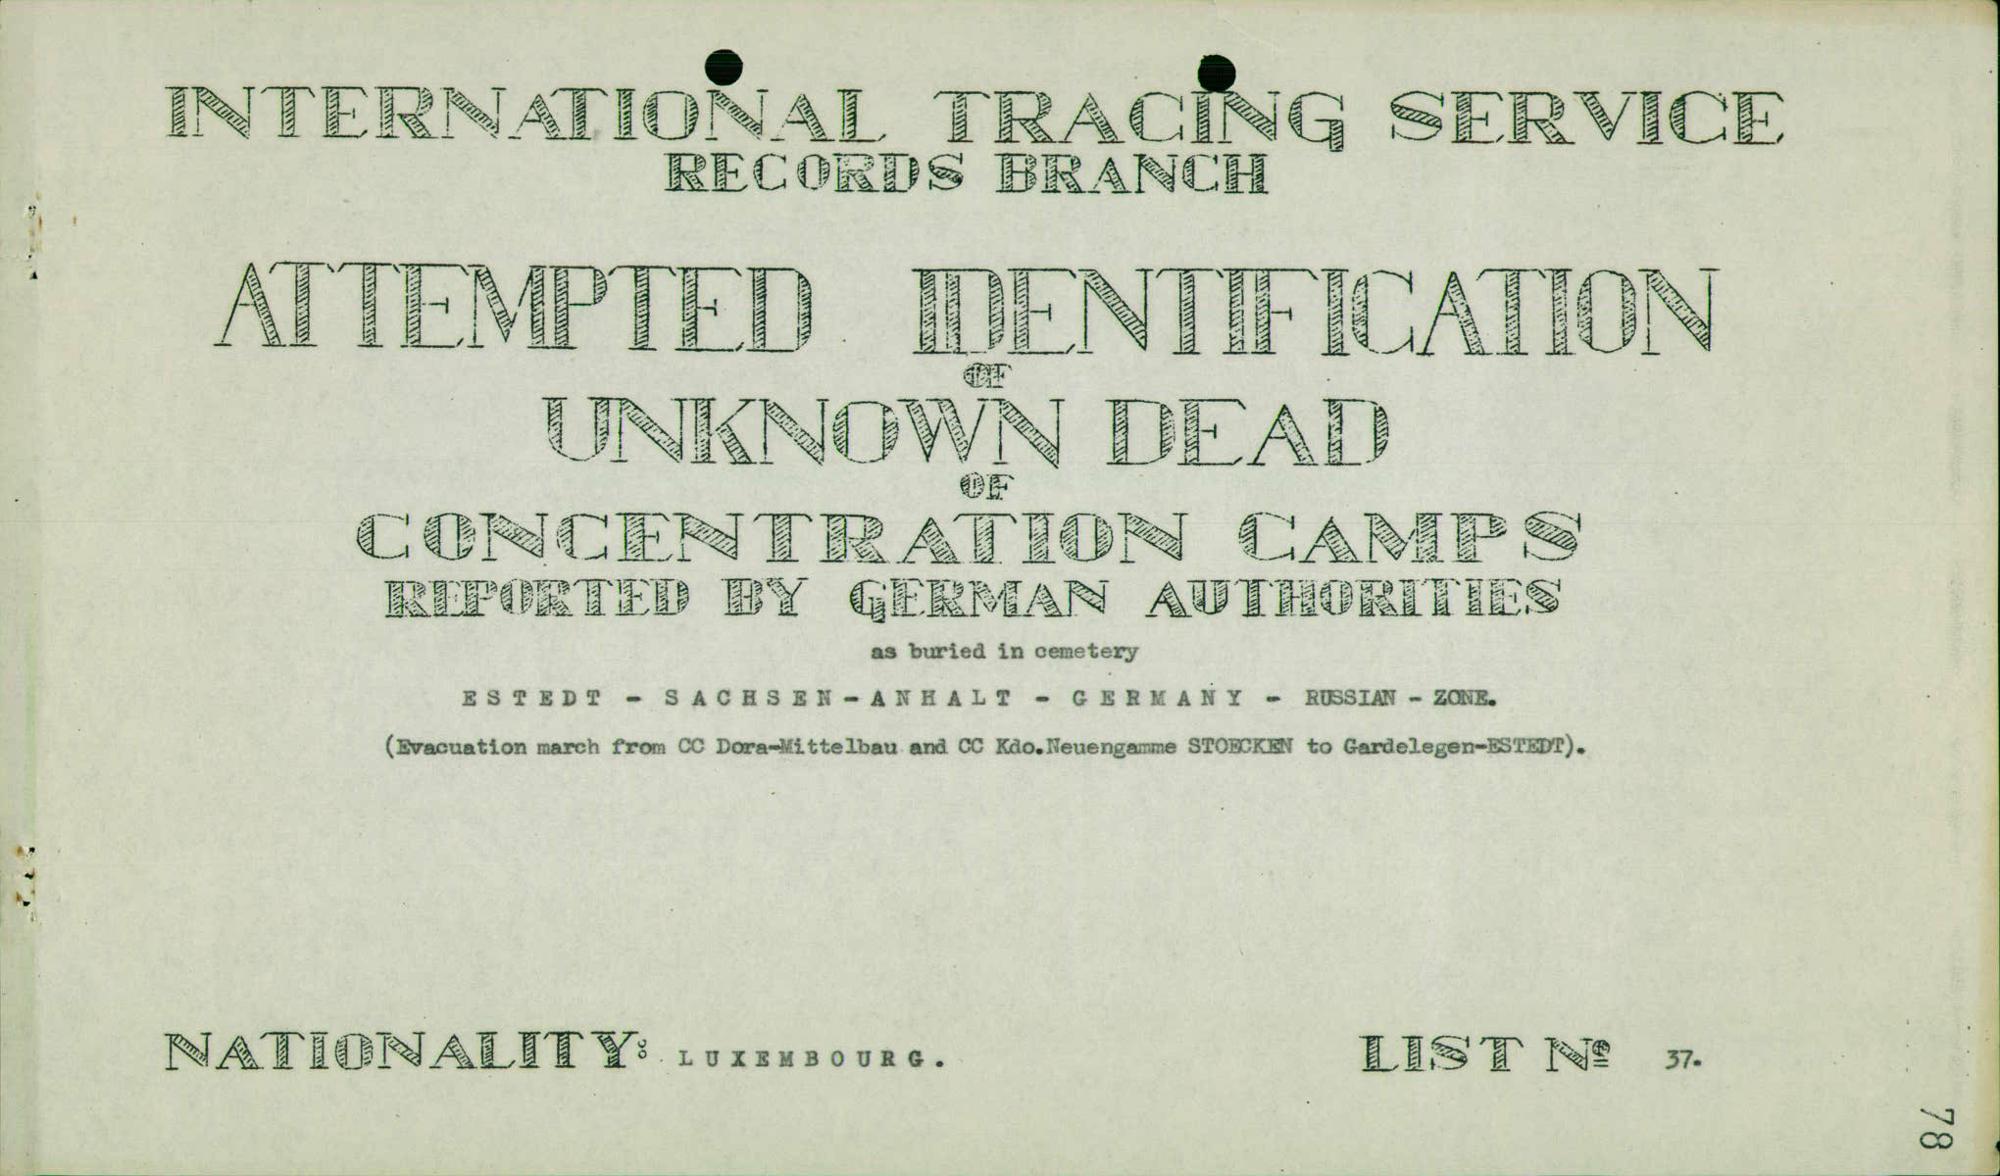 INTERNATIONAL TRACING SERVICE
RECORDS BRANCH
ATTEMPTED IDENTIFICATION
OF
UNKNOWN DEAD
OF
CONCENTRATION CAMPS
REPORTED BY GERMAN AUTHORITIES
as buried in cemetery
ESTEDT - SACHSEN-ANHALT - GERMANY - RUSSIAN - ZONE.
(Evacuation march from CC Dora-Mittelbau and CC Kdo.Neuengamme STOECKEN to Gardelegen-ESTEDT).
NATIONALITY: LUXEMBOURG.
LIST Nº 37.
78